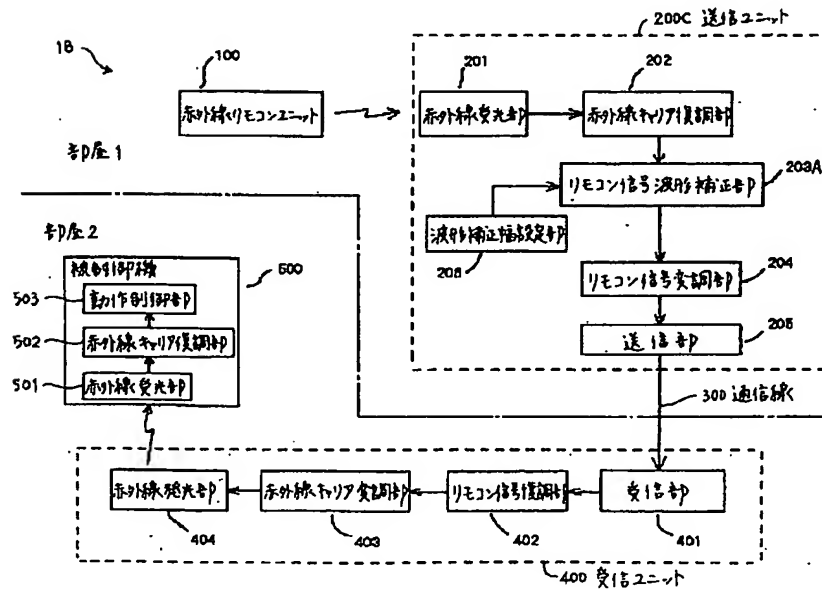 200C 送信ユニット
1B
100
赤外線リモコンユニット
部屋1
201
赤外線受光部
202
赤外線キャリア復調部
203A
リモコン信号波形補正部
波形補正幅設定部
206
204
リモコン信号変調部
205
送信部
300 通信線
部屋2
被制御機
500
503
動作制御部
502
赤外線キャリア復調部
501
赤外線受光部
赤外線発光部
404
赤外線キャリア変調部
403
リモコン信号復調部
402
受信部
401
400 受信ユニット